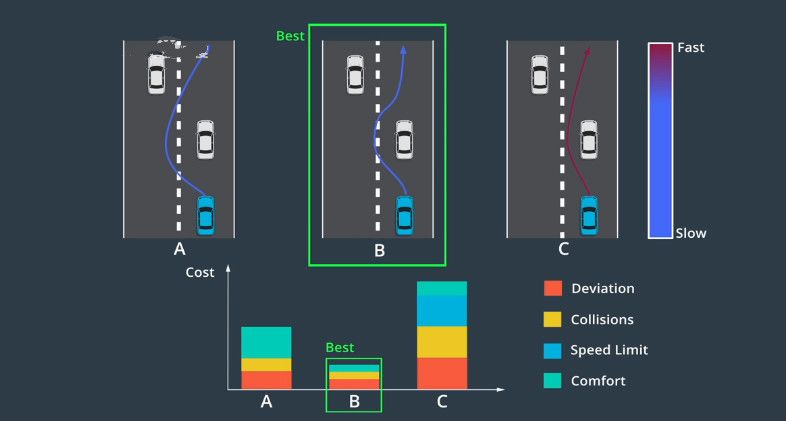 Best
Fast
Slow
A
B
C
Cost
Best
A
B
C
Deviation
Collisions
Speed Limit
Comfort